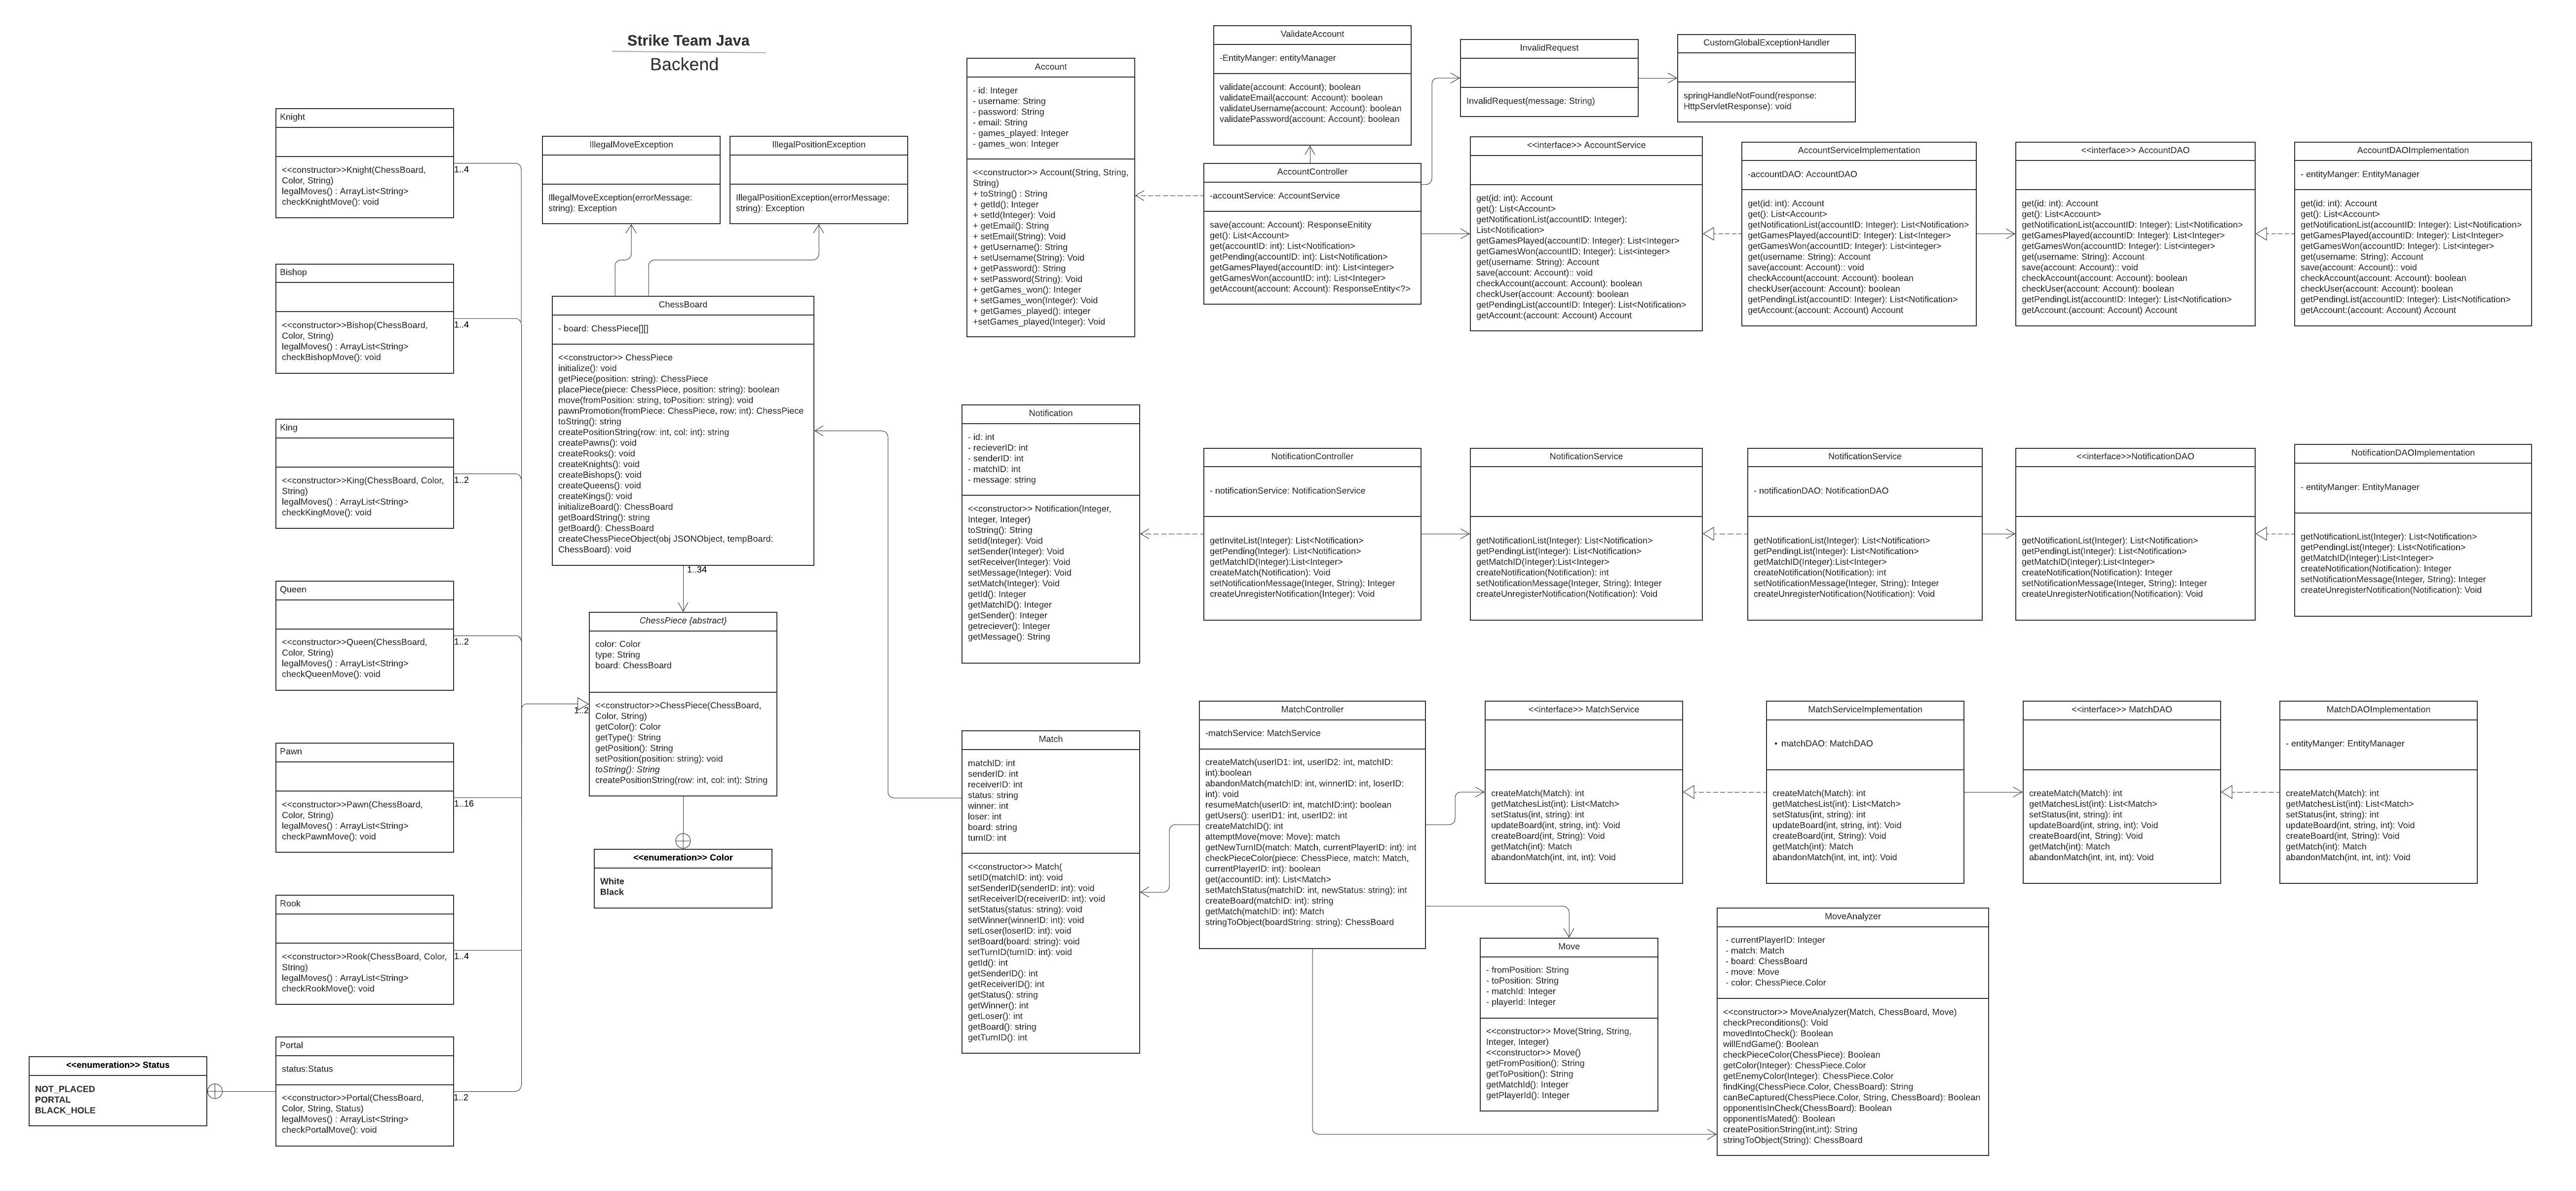 Strike Team Java
Backend
Knight
<<constructor>>Knight(ChessBoard,
Color, String)
legalMoves() : ArrayList<String>
checkKnightMove(): void
1..4
Bishop
<<constructor>>Bishop(ChessBoard,
Color, String)
legalMoves() : ArrayList<String>
checkBishopMove(): void
1..4
King
<<constructor>>King(ChessBoard, Color,
String)
legalMoves() : ArrayList<String>
checkKingMove(): void
1..2
Queen
<<constructor>>Queen(ChessBoard,
Color, String)
legalMoves() : ArrayList<String>
checkQueenMove(): void
1..2
Pawn
<<constructor>>Pawn(ChessBoard,
Color, String)
legalMoves() : ArrayList<String>
checkPawnMove(): void
1..16
Rook
<<constructor>>Rook(ChessBoard, Color,
String)
legalMoves() : ArrayList<String>
checkRookMove(): void
1..4
Portal
status:Status
<<constructor>>Portal(ChessBoard,
Color, String, Status)
legalMoves() : ArrayList<String>
checkPortalMove(): void
1..2
<<enumeration>> Status
NOT_PLACED
PORTAL
BLACK_HOLE
IllegalMoveException
IllegalMoveException(errorMessage:
string): Exception
IllegalPositionException
IllegalPositionException(errorMessage:
string): Exception
ChessBoard
- board: ChessPiece[][]
<<constructor>> ChessPiece
initialize(): void
getPiece(position: string): ChessPiece
placePiece(piece: ChessPiece, position: string): boolean
move(fromPosition: string, toPosition: string): void
pawnPromotion(fromPiece: ChessPiece, row: int): ChessPiece
toString(): string
createPositionString(row: int, col: int): string
createPawns(): void
createRooks(): void
createKnights(): void
createBishops(): void
createQueens(): void
createKings(): void
initializeBoard(): ChessBoard
getBoardString(): string
getBoard(): ChessBoard
createChessPieceObject(obj JSONObject, tempBoard:
ChessBoard): void
1..34
ChessPiece {abstract}
color: Color
type: String
board: ChessBoard
1..2
<<constructor>>ChessPiece(ChessBoard,
Color, String)
getColor(): Color
getType(): String
getPosition(): String
setPosition(position: string): void
toString(): String
createPositionString(row: int, col: int): String
<<enumeration>> Color
White
Black
Account
- id: Integer
- username: String
- password: String
- email: String
- games_played: Integer
- games_won: Integer
<<constructor>> Account(String, String,
String)
+ toString() : String
+ getId(): Integer
+ setId(Integer): Void
+ getEmail(): String
+ setEmail(String): Void
+ getUsername(): String
+ setUsername(String): Void
+ getPassword(): String
+ setPassword(String): Void
+ getGames_won(): Integer
+ setGames_won(Integer): Void
+ getGames_played(): integer
+setGames_played(Integer): Void
ValidateAccount
-EntityManger: entityManager
validate(account: Account); boolean
validateEmail(account: Account): boolean
validateUsername(account: Account): boolean
validatePassword(account: Account): boolean
InvalidRequest
InvalidRequest(message: String)
CustomGlobalExceptionHandler
springHandleNotFound(response:
HttpServletResponse): void
AccountController
-accountService: AccountService
save(account: Account): ResponseEnitity
get(): List<Account>
get(accountID: int): List<Notification>
getPending(accountID: int): List<Notification>
getGamesPlayed(accountID: int): List<integer>
getGamesWon(accountID: int): List<Integer>
getAccount(account: Account): ResponseEntity<?>
<<interface>> AccountService
get(id: int): Account
get(): List<Account>
getNotificationList(accountID: Integer):
List<Notification>
getGamesPlayed(accountID: Integer): List<Integer>
getGamesWon(accountID: Integer): List<integer>
get(username: String): Account
save(account: Account):: void
checkAccount(account: Account): boolean
checkUser(account: Account): boolean
getPendingList(accountID: Integer): List<Notification>
getAccount:(account: Account) Account
AccountServiceImplementation
-accountDAO: AccountDAO
get(id: int): Account
get(): List<Account>
getNotificationList(accountID: Integer): List<Notification>
getGamesPlayed(accountID: Integer): List<Integer>
getGamesWon(accountID: Integer): List<integer>
get(username: String): Account
save(account: Account):: void
checkAccount(account: Account): boolean
checkUser(account: Account): boolean
getPendingList(accountID: Integer): List<Notification>
getAccount:(account: Account) Account
<<interface>> AccountDAO
get(id: int): Account
get(): List<Account>
getNotificationList(accountID: Integer): List<Notification>
getGamesPlayed(accountID: Integer): List<Integer>
getGamesWon(accountID: Integer): List<integer>
get(username: String): Account
save(account: Account):: void
checkAccount(account: Account): boolean
checkUser(account: Account): boolean
getPendingList(accountID: Integer): List<Notification>
getAccount:(account: Account) Account
AccountDAOImplementation
- entityManger: EntityManager
get(id: int): Account
get(): List<Account>
getNotificationList(accountID: Integer): List<Notification>
getGamesPlayed(accountID: Integer): List<Integer>
getGamesWon(accountID: Integer): List<integer>
get(username: String): Account
save(account: Account):: void
checkAccount(account: Account): boolean
checkUser(account: Account): boolean
getPendingList(accountID: Integer): List<Notification>
getAccount:(account: Account) Account
Notification
- id: int
- recieverID: int
- senderID: int
- matchID: int
- message: string
<<constructor>> Notification(Integer,
Integer, Integer)
toString(): String
setId(Integer): Void
setSender(Integer): Void
setReceiver(Integer): Void
setMessage(Integer): Void
setMatch(Integer): Void
getId(): Integer
getMatchID(): Integer
getSender(): Integer
getreciever(): Integer
getMessage(): String
NotificationController
- notificationService: NotificationService
getInviteList(Integer): List<Notification>
getPending(Integer): List<Notification>
getMatchID(Integer):List<Integer>
createMatch(Notification): Void
setNotificationMessage(Integer, String): Integer
createUnregisterNotification(Integer): Void
NotificationService
getNotificationList(Integer): List<Notification>
getPendingList(Integer): List<Notification>
getMatchID(Integer):List<Integer>
createNotification(Notification): int
setNotificationMessage(Integer, String): Integer
createUnregisterNotification(Notification): Void
NotificationService
- notificationDAO: NotificationDAO
getNotificationList(Integer): List<Notification>
getPendingList(Integer): List<Notification>
getMatchID(Integer):List<Integer>
createNotification(Notification): int
setNotificationMessage(Integer, String): Integer
createUnregisterNotification(Notification): Void
<<interface>>NotificationDAO
getNotificationList(Integer): List<Notification>
getPendingList(Integer): List<Notification>
getMatchID(Integer):List<Integer>
createNotification(Notification): Integer
setNotificationMessage(Integer, String): Integer
createUnregisterNotification(Notification): Void
NotificationDAOImplementation
- entityManger: EntityManager
getNotificationList(Integer): List<Notification>
getPendingList(Integer): List<Notification>
getMatchID(Integer):List<Integer>
createNotification(Notification): Integer
setNotificationMessage(Integer, String): Integer
createUnregisterNotification(Notification): Void
Match
matchID: int
senderID: int
receiverID: int
status: string
winner: int
loser: int
board: string
turnID: int
<<constructor>> Match(
setID(matchID: int): void
setSenderID(senderID: int): void
setReceiverID(receiverID: int): void
setStatus(status: string): void
setWinner(winnerID: int): void
setLoser(loserID: int): void
setBoard(board: string); void
setTurnID(turnID: int): void
getId(): int
getSenderID(): int
getReceiverID(): int
getStatus(): string
getWinner(): int
getLoser(): int
getBoard(): string
getTurnID(): int
MatchController
-matchService: MatchService
createMatch(userID1: int, userID2: int, matchID:
int):boolean
abandonMatch(matchID: int, winnerID: int, loserID:
int): void
resumeMatch(userID: int, matchID:int): boolean
getUsers(): userID1: int, userID2: int
createMatchID(): int
attemptMove(move: Move): match
getNewTurnID(match: Match, currentPlayerID: int): int
checkPieceColor(piece: ChessPiece, match: Match,
currentPlayerID: int): boolean
get(accountID: int): List<Match>
setMatchStatus(matchID: int, newStatus: string): int
createBoard(matchID: int): string
getMatch(matchID: int): Match
stringToObject(boardString: string): ChessBoard
<<interface>> MatchService
createMatch(Match): int
getMatchesList(int): List<Match>
setStatus(int, string): int
updateBoard(int, string, int): Void
createBoard(int, String): Void
getMatch(int): Match
abandonMatch(int, int, int): Void
MatchServiceImplementation
• matchDAO: MatchDAO
createMatch(Match): int
getMatchesList(int): List<Match>
setStatus(int, string): int
updateBoard(int, string, int): Void
createBoard(int, String): Void
getMatch(int): Match
abandonMatch(int, int, int): Void
<<interface>> MatchDAO
createMatch(Match): int
getMatchesList(int): List<Match>
setStatus(int, string): int
updateBoard(int, string, int): Void
createBoard(int, String): Void
getMatch(int): Match
abandonMatch(int, int, int): Void
MatchDAOImplementation
- entityManger: EntityManager
createMatch(Match): int
getMatchesList(int): List<Match>
setStatus(int, string): int
updateBoard(int, string, int): Void
createBoard(int, String): Void
getMatch(int): Match
abandonMatch(int, int, int): Void
Move
- fromPosition: String
- toPosition: String
- matchId: Integer
- playerId: Integer
<<constructor>> Move(String, String,
Integer, Integer)
<<constructor>> Move()
getFromPosition(): String
getToPosition(): String
getMatchId(): Integer
getPlayerId(): Integer
MoveAnalyzer
- currentPlayerID: Integer
- match: Match
- board: ChessBoard
- move: Move
- color: ChessPiece.Color
<<constructor>> MoveAnalyzer(Match, ChessBoard, Move)
checkPreconditions(): Void
movedIntoCheck(): Boolean
willEndGame(): Boolean
checkPieceColor(ChessPiece): Boolean
getColor(Integer): ChessPiece.Color
getEnemyColor(Integer): ChessPiece.Color
findKing(ChessPiece.Color, ChessBoard): String
canBeCaptured(ChessPiece.Color, String, ChessBoard): Boolean
opponentIsInCheck(ChessBoard): Boolean
opponentIsMated(): Boolean
createPositionString(int,int): String
stringToObject(String): ChessBoard